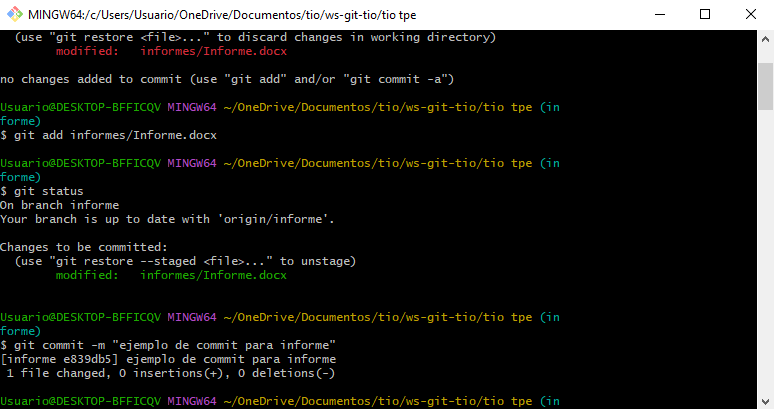 MINGW64:/c/Users/Usuario/OneDrive/Documentos/tio/ws-git-tio/tio tpe
(use "git restore <file>..." to discard changes in working directory)
modified:   informes/Informe.docx
no changes added to commit (use "git add" and/or "git commit -a")
Usuario@DESKTOP-BFFICQV MINGW64 ~/OneDrive/Documentos/tio/ws-git-tio/tio tpe (in
forme)
$ git add informes/Informe.docx
Usuario@DESKTOP-BFFICQV MINGW64 ~/OneDrive/Documentos/tio/ws-git-tio/tio tpe (in
forme)
$ git status
On branch informe
Your branch is up to date with 'origin/informe'.
Changes to be committed:
(use "git restore --staged <file>..." to unstage)
modified:   informes/Informe.docx
Usuario@DESKTOP-BFFICQV MINGW64 ~/OneDrive/Documentos/tio/ws-git-tio/tio tpe (in
forme)
$ git commit -m "ejemplo de commit para informe"
[informe e839db5] ejemplo de commit para informe
1 file changed, 0 insertions(+), 0 deletions(-)
Usuario@DESKTOP-BFFICQV MINGW64 ~/OneDrive/Documentos/tio/ws-git-tio/tio tpe (in